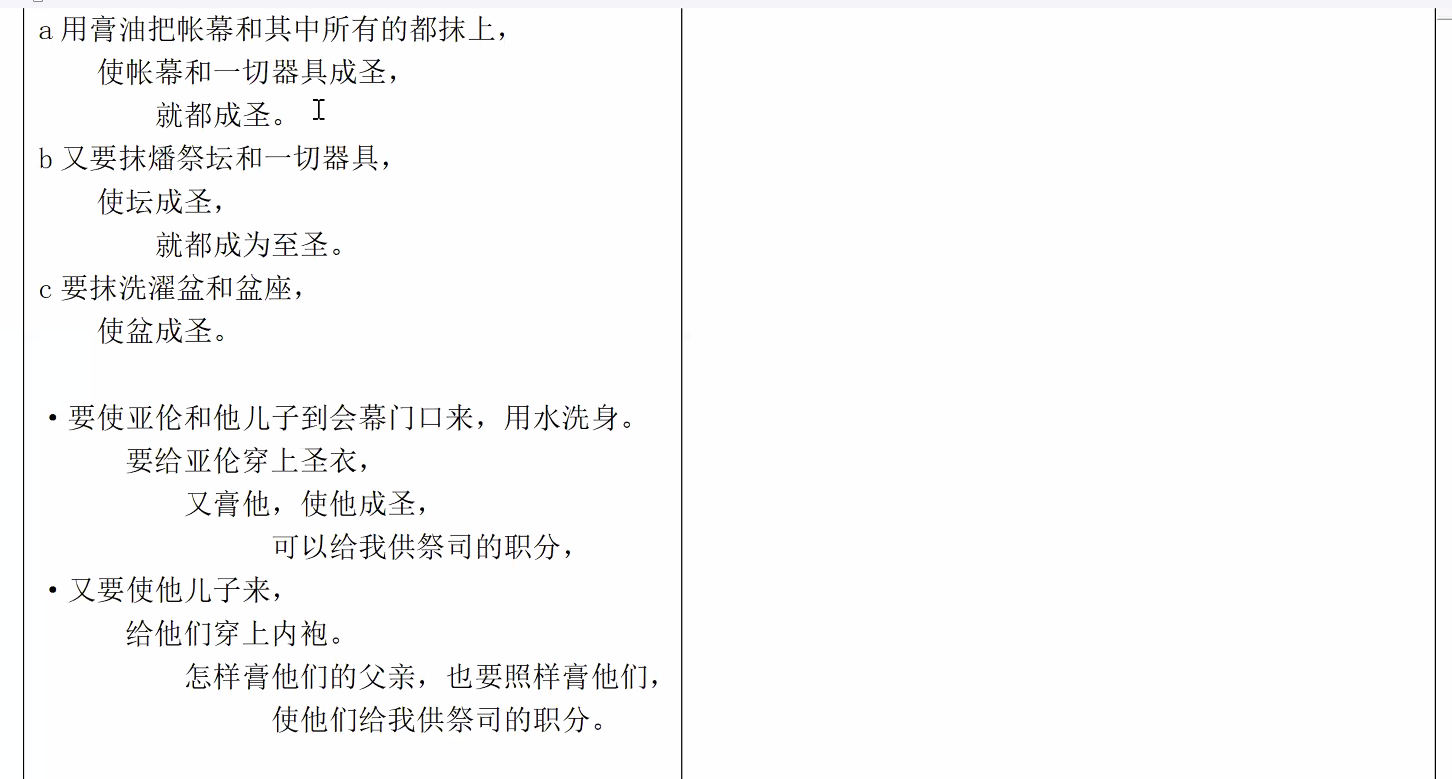 a 用膏油把帐幕和其中所有的都抹上，
使帐幕和一切器具成圣，
就都成圣。
b 又要抹燔祭坛和一切器具，
使坛成圣，
就都成为至圣。
c 要抹洗濯盆和盆座，
使盆成圣。
·要使亚伦和他儿子到会幕门口来，用水洗身。
要给亚伦穿上圣衣，
又膏他，使他成圣，
可以给我供祭司的职分，
·又要使他儿子来，
给他们穿上内袍。
怎样膏他们的父亲，也要照样膏他们，
使他们给我供祭司的职分。